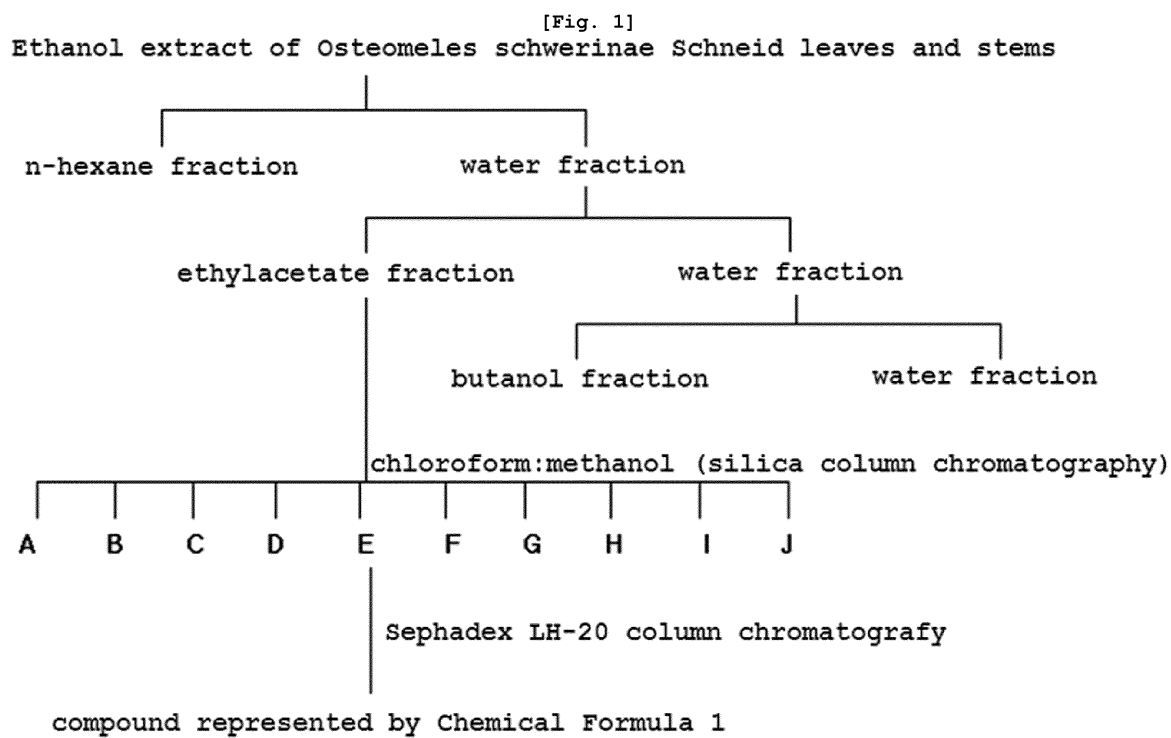 [Fig. 1]
Ethanol extract of Osteomeles schwerinae Schneid leaves and stems
n-hexane fraction
water fraction
ethylacetate fraction
water fraction
butanol fraction
water fraction
chloroform:methanol (silica column chromatography)
A B C D E F G H I J
Sephadex LH-20 column chromatografy
compound represented by Chemical Formula 1